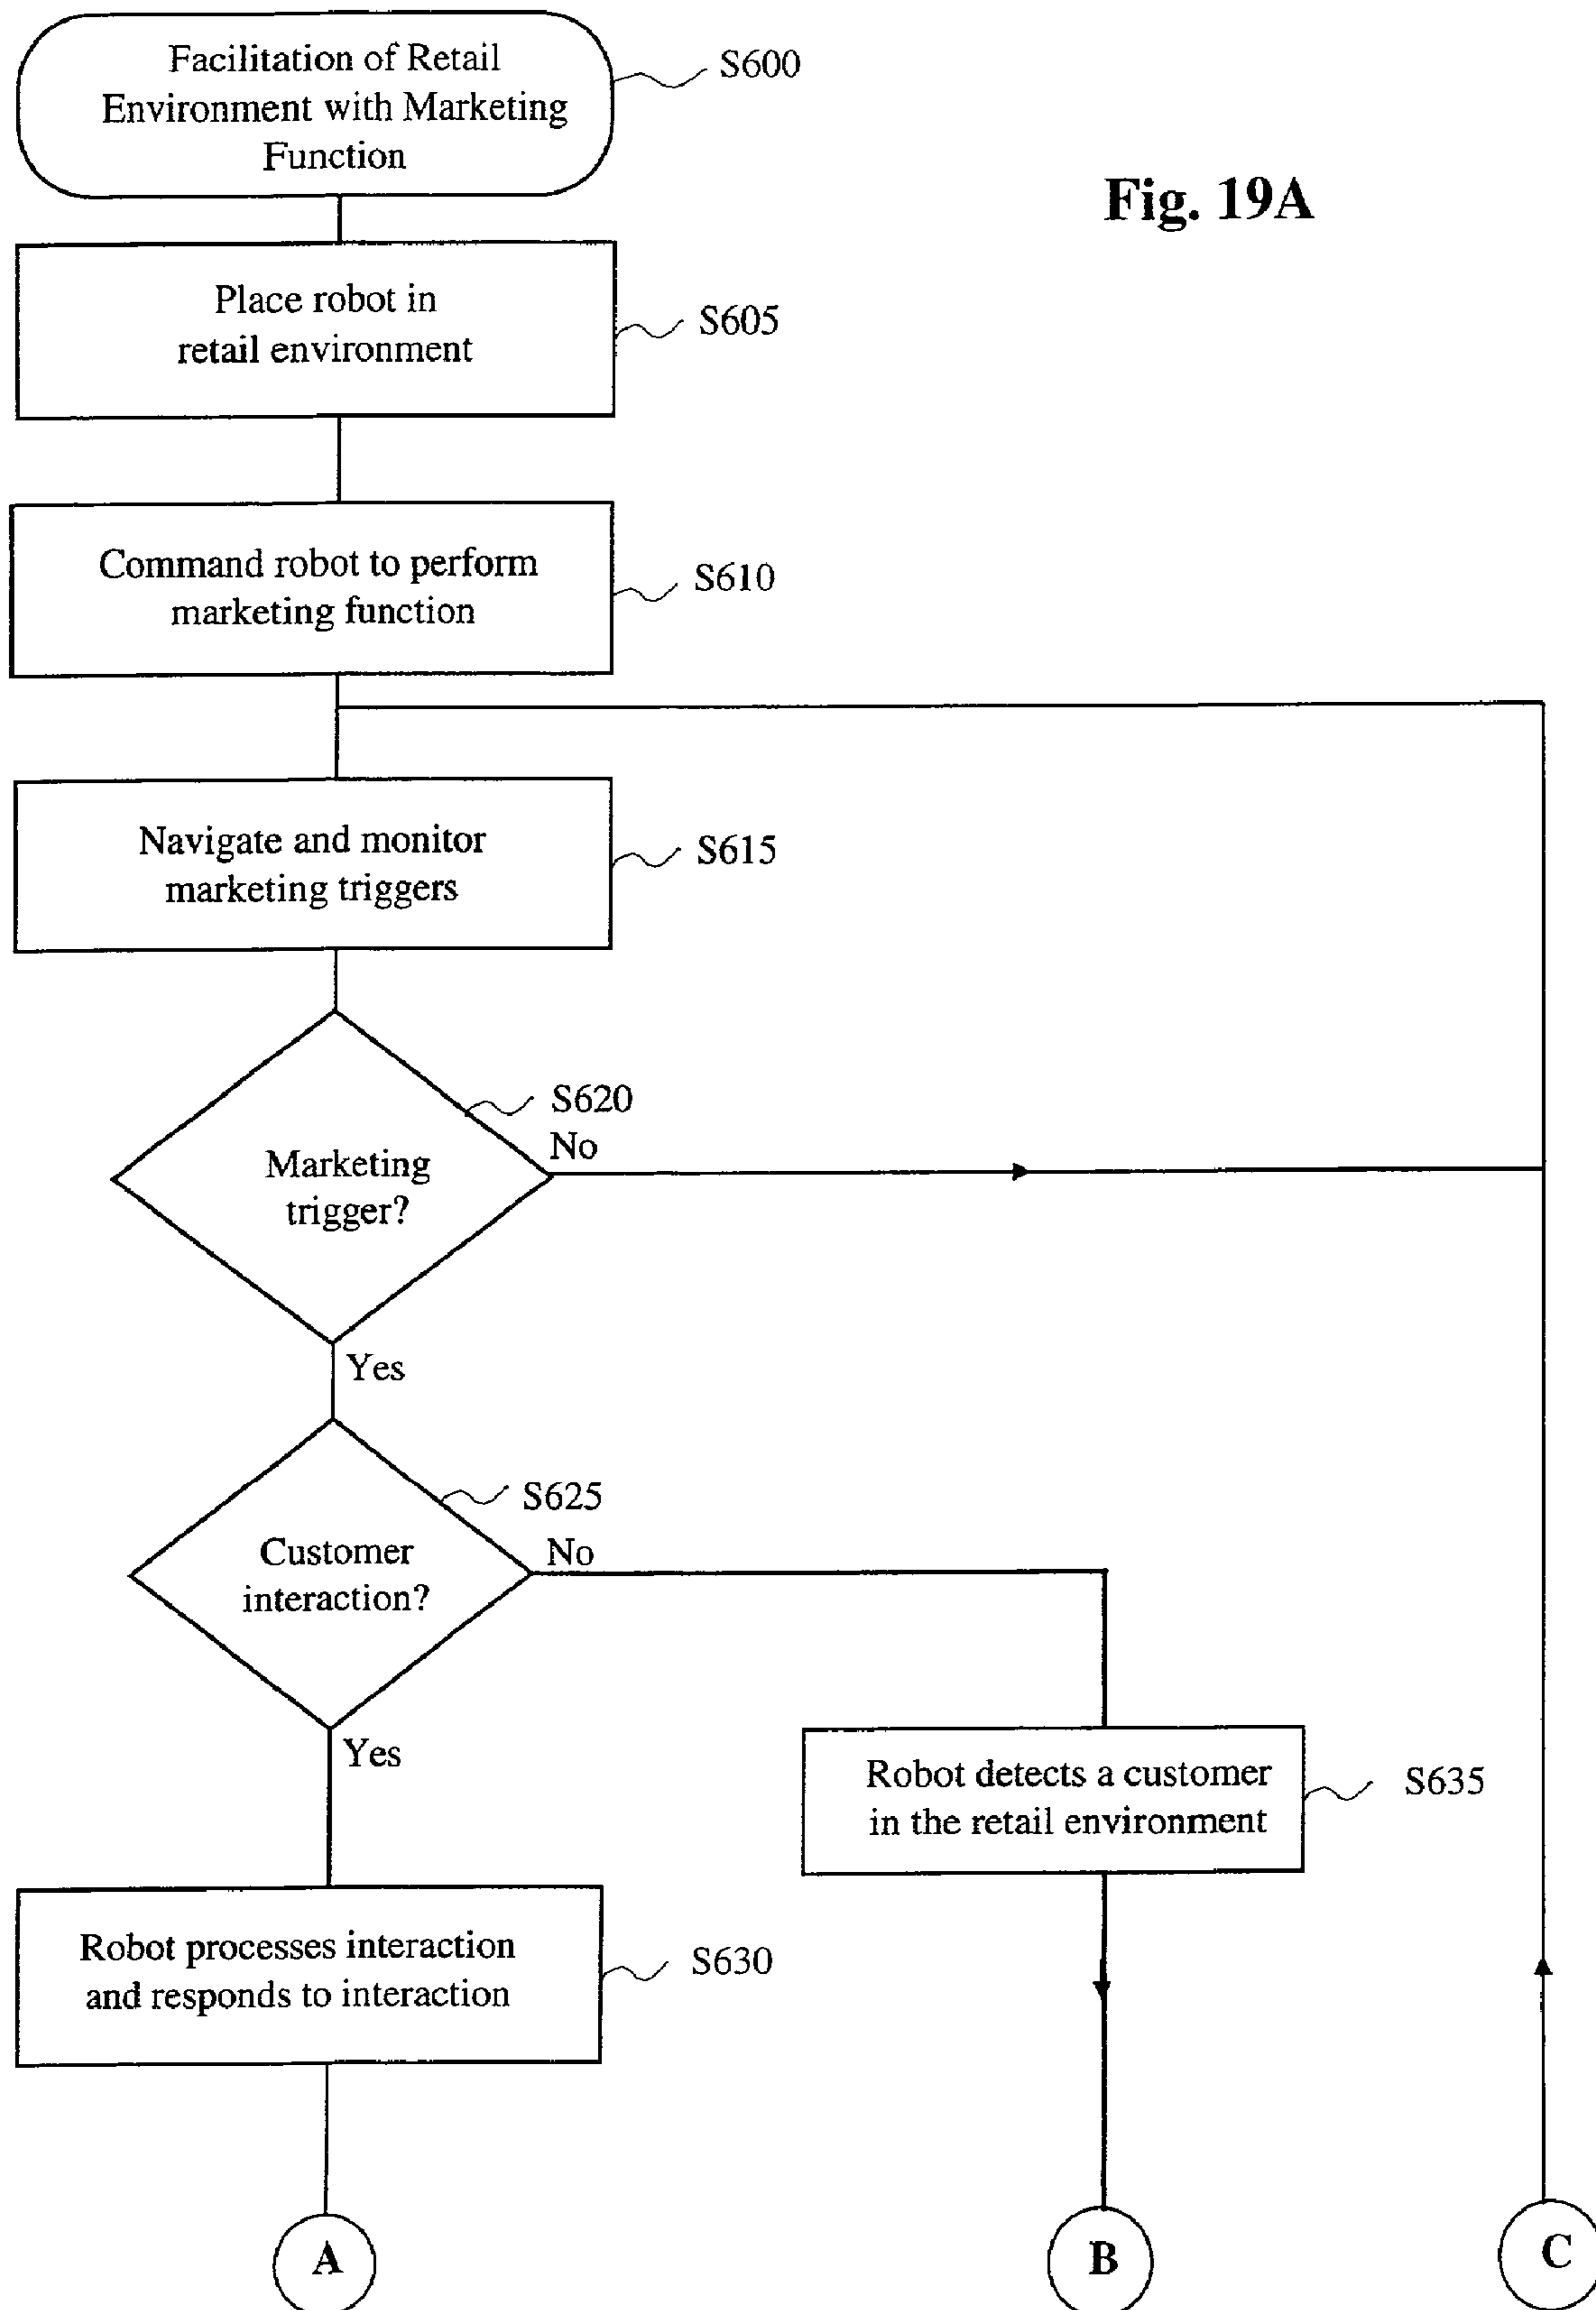 Facilitation of Retail
Environment with Marketing
Function
S600
Fig. 19A
Place robot in
retail environment
S605
Command robot to perform
marketing function
S610
Navigate and monitor
marketing triggers
S615
S620
No
Marketing
trigger?
Yes
S625
No
Customer
interaction?
Yes
Robot detects a customer
in the retail environment
S635
Robot processes interaction
and responds to interaction
S630
A
B
C